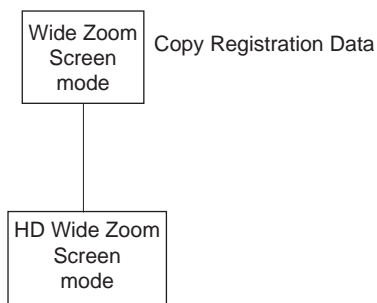 Wide Zoom
Screen
mode
Copy Registration Data
HD Wide Zoom
Screen
mode